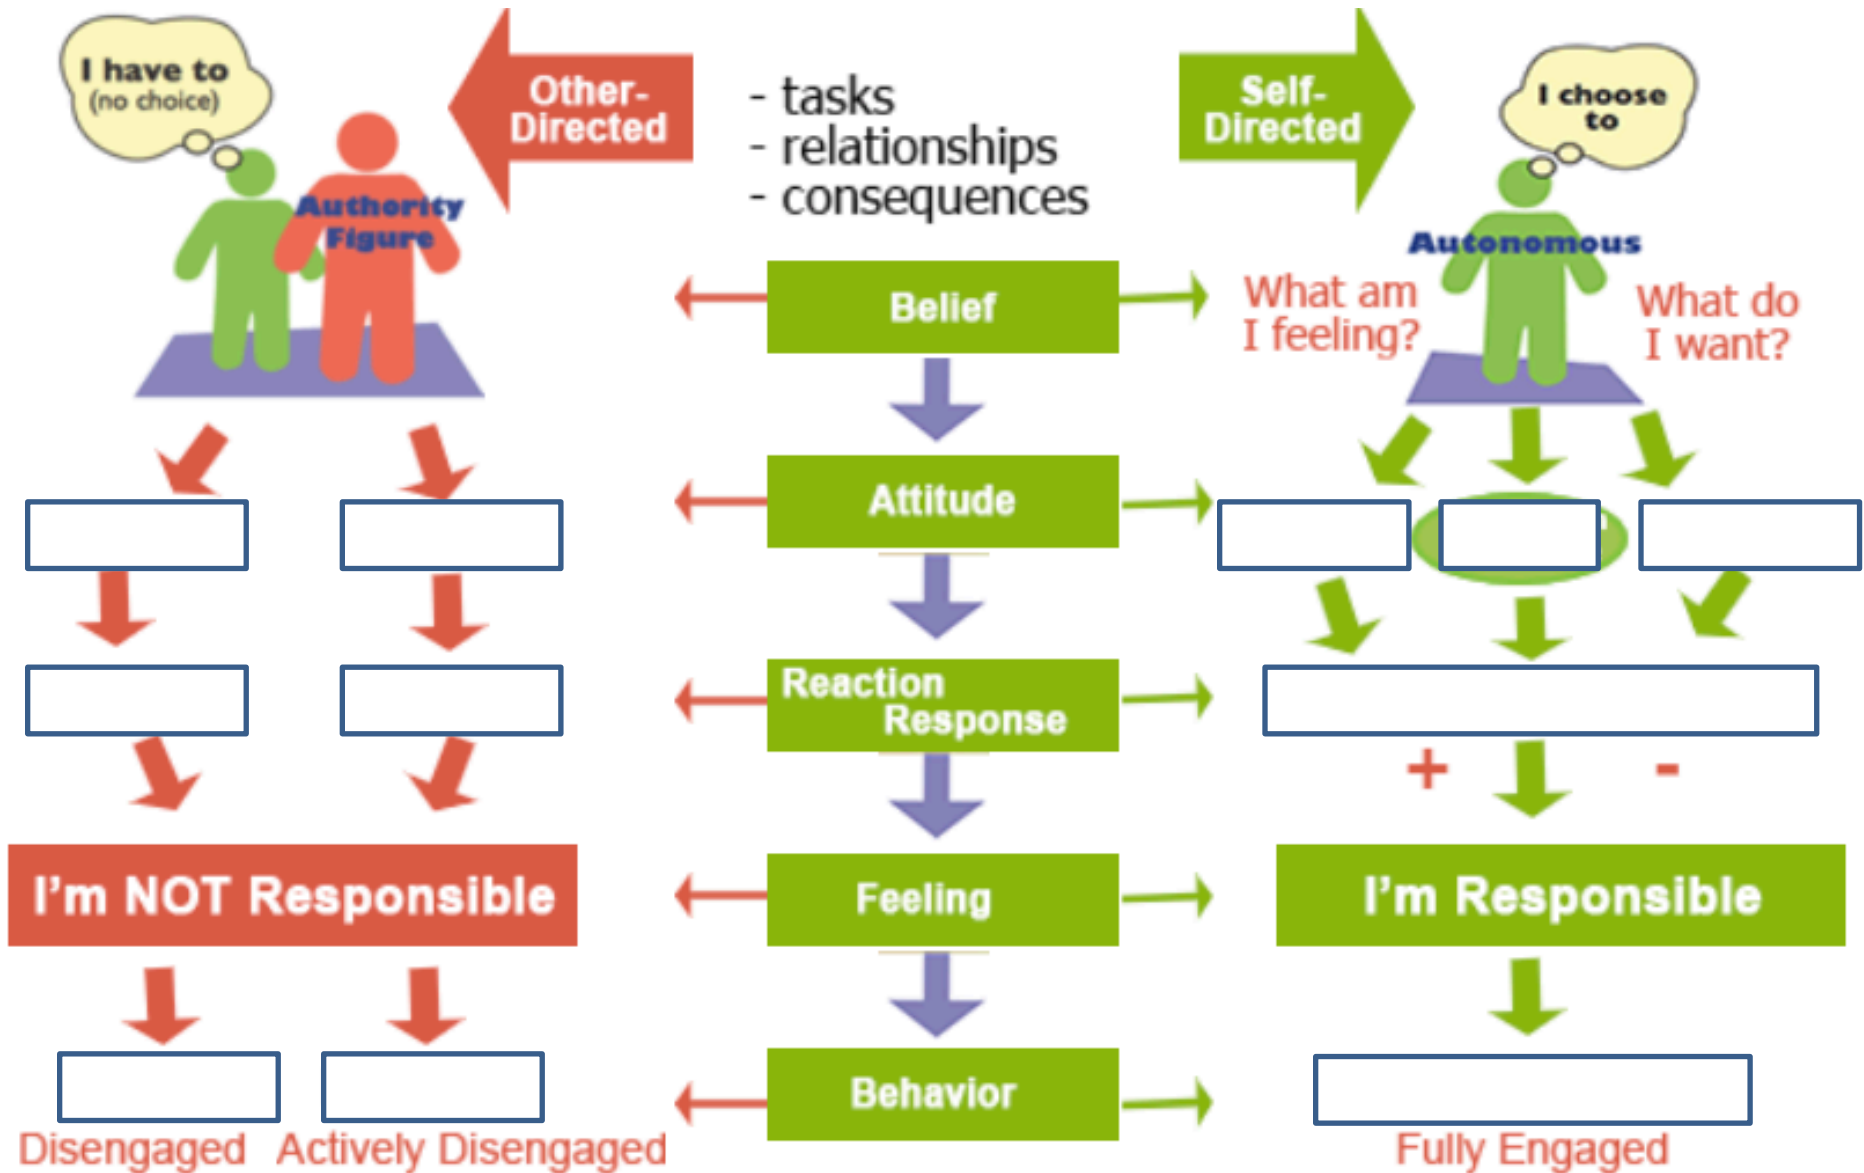 I have to
(no choice)
Authority
Figure
Other-
Directed
- tasks
- relationships
- consequences
Self-
Directed
I choose
to
Autonomous
What am
I feeling?
What do
I want?
Belief
Attitude
Reaction
Response
+
-
I'm NOT Responsible
Feeling
I'm Responsible
Behavior
Disengaged
Actively Disengaged
Fully Engaged